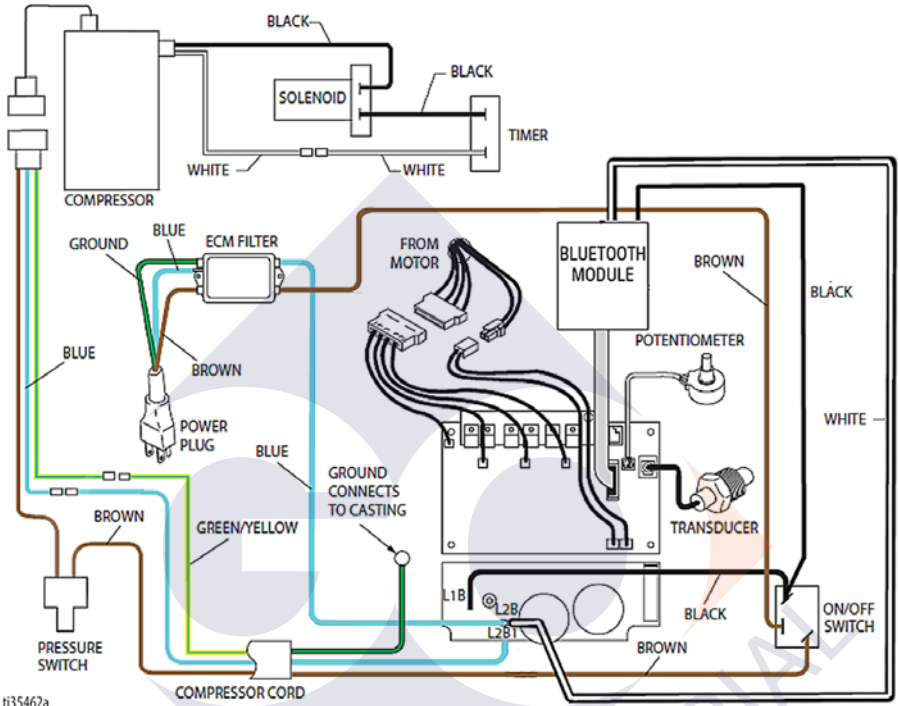 BLACK
BLACK
SOLENOID
TIMER
WHITE
WHITE
COMPRESSOR
BLUE
GROUND
ECM FILTER
FROM
MOTOR
BLUETOOTH
MODULE
BROWN
BLACK
POTENTIOMETER
BLUE
BROWN
POWER
PLUG
WHITE
BLUE
GROUND
CONNECTS
TO CASTING
BROWN
GREEN/YELLOW
TRANSDUCER
L1B
L2B
L2B1
BLACK
ON/OFF
SWITCH
BROWN
PRESSURE
SWITCH
COMPRESSOR CORD
ti35462a